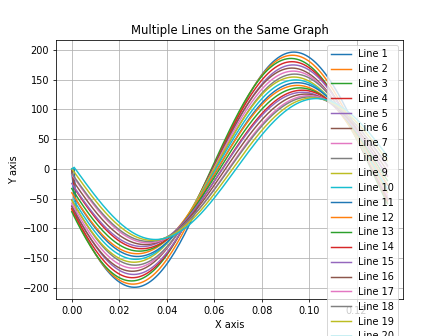 Multiple Lines on the Same Graph
200
150
100
50
0
−50
−100
−150
−200
Y axis
0.00
0.02
0.04
0.06
0.08
0.10
X axis
Line 1
Line 2
Line 3
Line 4
Line 5
Line 6
Line 7
Line 8
Line 9
Line 10
Line 11
Line 12
Line 13
Line 14
Line 15
Line 16
Line 17
Line 18
Line 19
Line 20